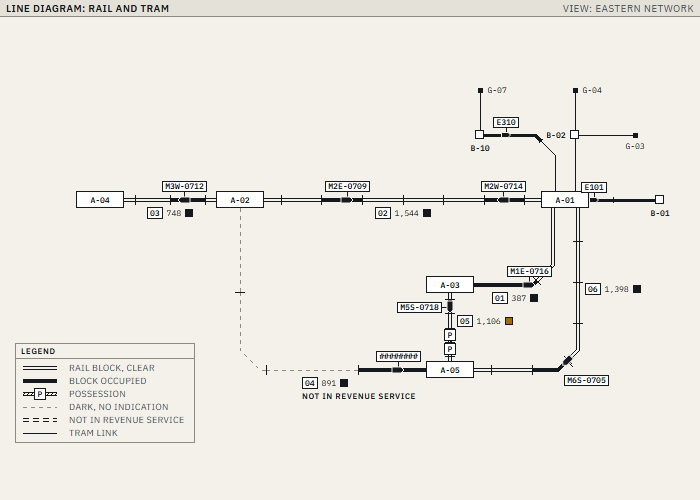 LINE DIAGRAM: RAIL AND TRAM
VIEW: EASTERN NETWORK
G-07
G-04
E310
B-10
B-02
G-03
M3W-0712
M2E-0709
M2W-0714
E101
A-04
A-02
A-01
B-01
03 748
02 1,544
M1E-0716
A-03
01 387
06 1,398
M5S-0718
05 1,106
P
P
########
A-05
04 891
NOT IN REVENUE SERVICE
M6S-0705
LEGEND
RAIL BLOCK, CLEAR
BLOCK OCCUPIED
P POSSESSION
DARK, NO INDICATION
NOT IN REVENUE SERVICE
TRAM LINK